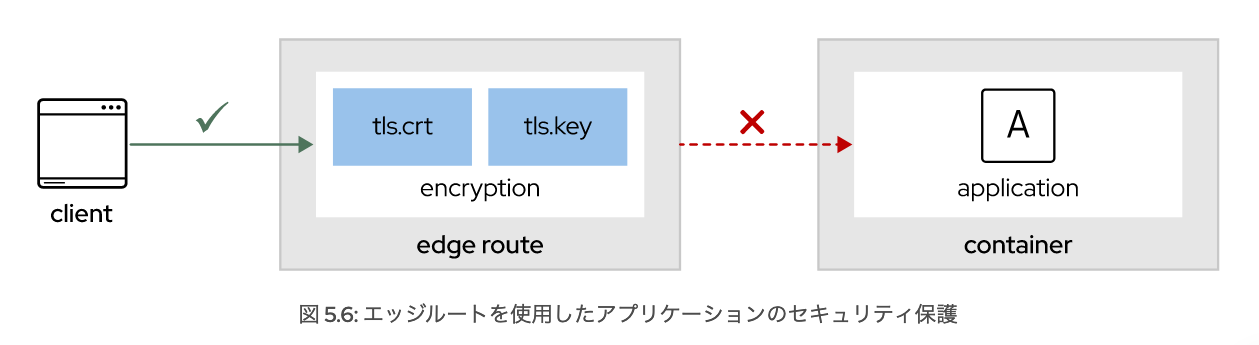 tls.crt
tls.key
encryption
client
edge route
A
application
container
図 5.6: エッジルートを使用したアプリケーションのセキュリティ保護